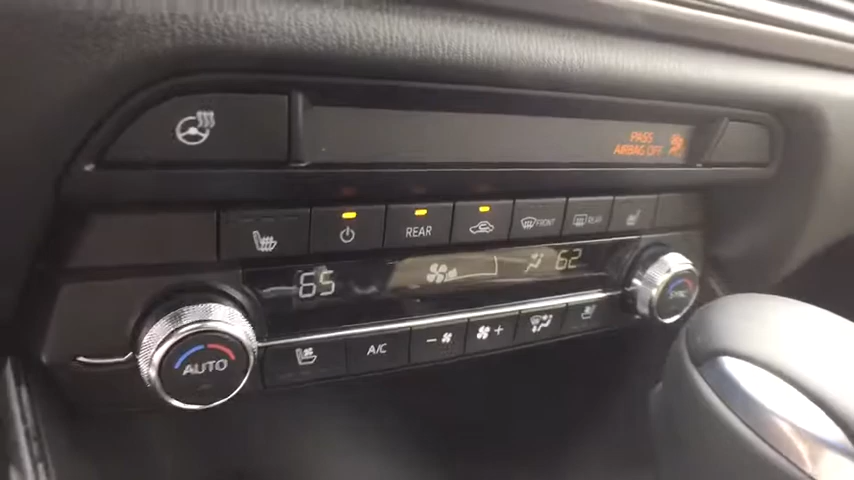 PASS
AIRBAG OFF
REAR
FRONT
REAR
65
62
AUTO
A/C
- +
SYNC